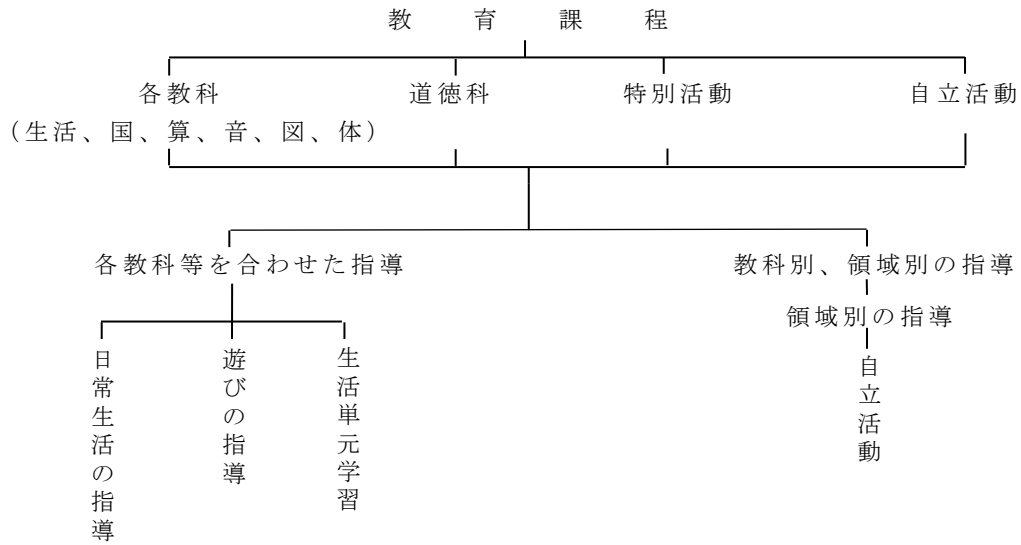 教育課程
各教科 道徳科 特別活動 自立活動
（生活、国、算、音、図、体）
各教科等を合わせた指導 教科別、領域別の指導
領域別の指導
日常生活の指導
遊びの指導
生活単元学習
自立活動